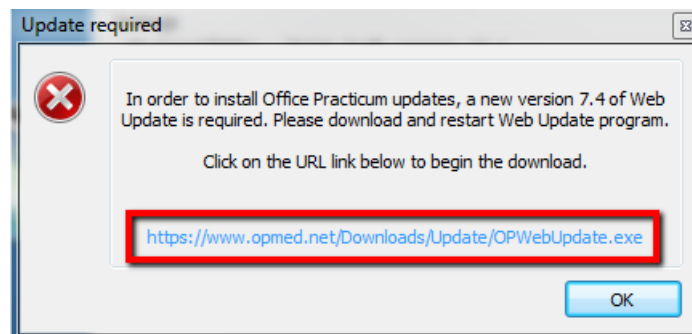 Update required
In order to install Office Practicum updates, a new version 7.4 of Web
Update is required. Please download and restart Web Update program.
Click on the URL link below to begin the download.
https://www.opmed.net/Downloads/Update/OPWebUpdate.exe
OK